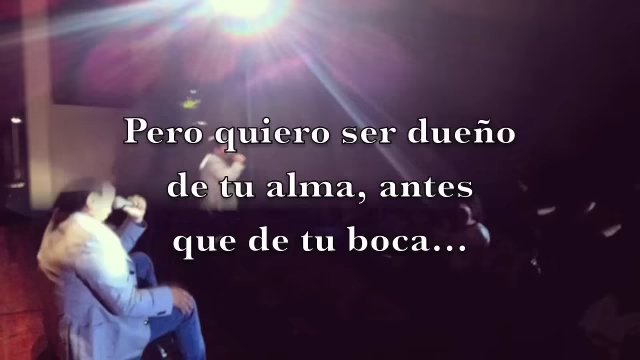 Pero quiero ser dueño
de tu alma, antes
que de tu boca...